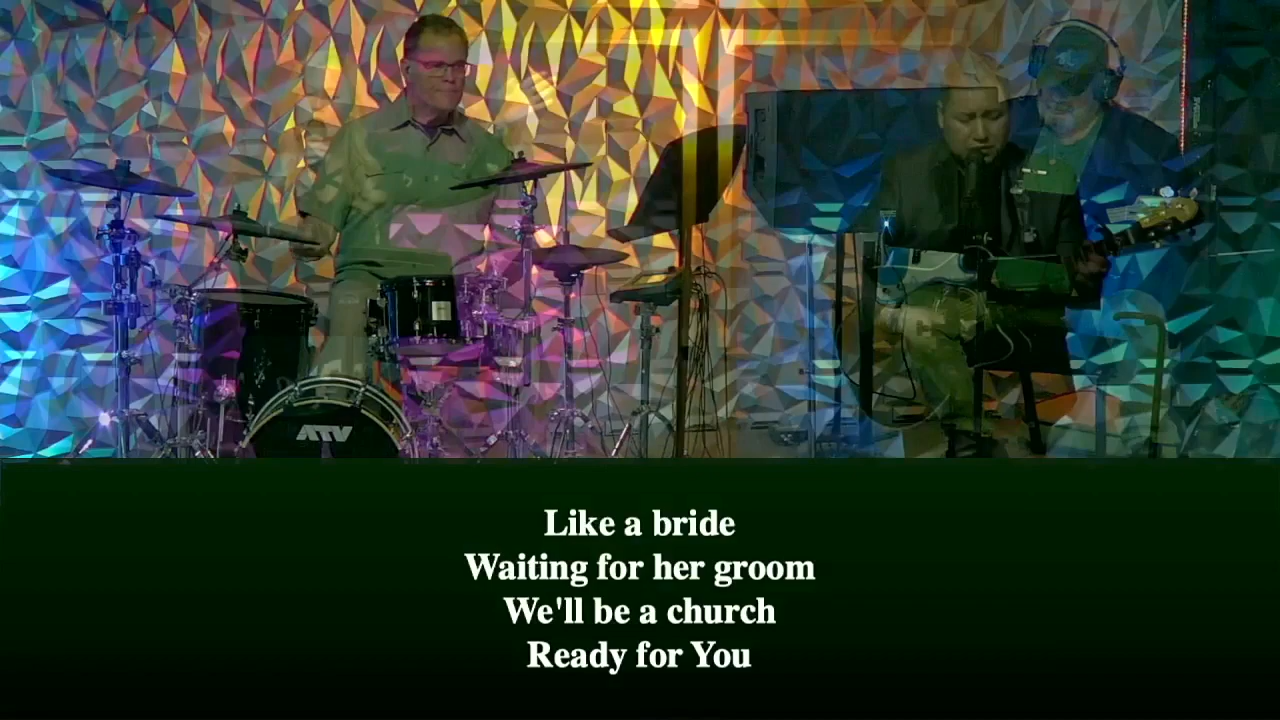 ATV
Like a bride
Waiting for her groom
We'll be a church
Ready for You